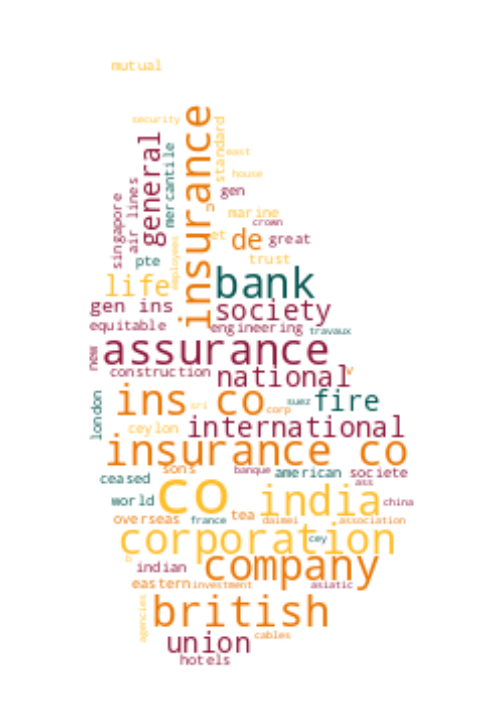 mutual
security
insurance
standard
east
general
mercantile
house
gen
singapore
air lines
n
marine
crown
et
de
great
employees
pte
trust
life
bank
gen ins
society
equitable
engineering
travaux
new
assurance
construction
national
v
london
ins co
sri
corp
suez
fire
ceylon
international
insurance co
sons
banque
american
societe
ceased
co
ass
world
india
china
overseas
france
tea
daimei
association
corporation
cey
indian
company
eastern
investment
asiatic
agencies
british
union
cables
hotels